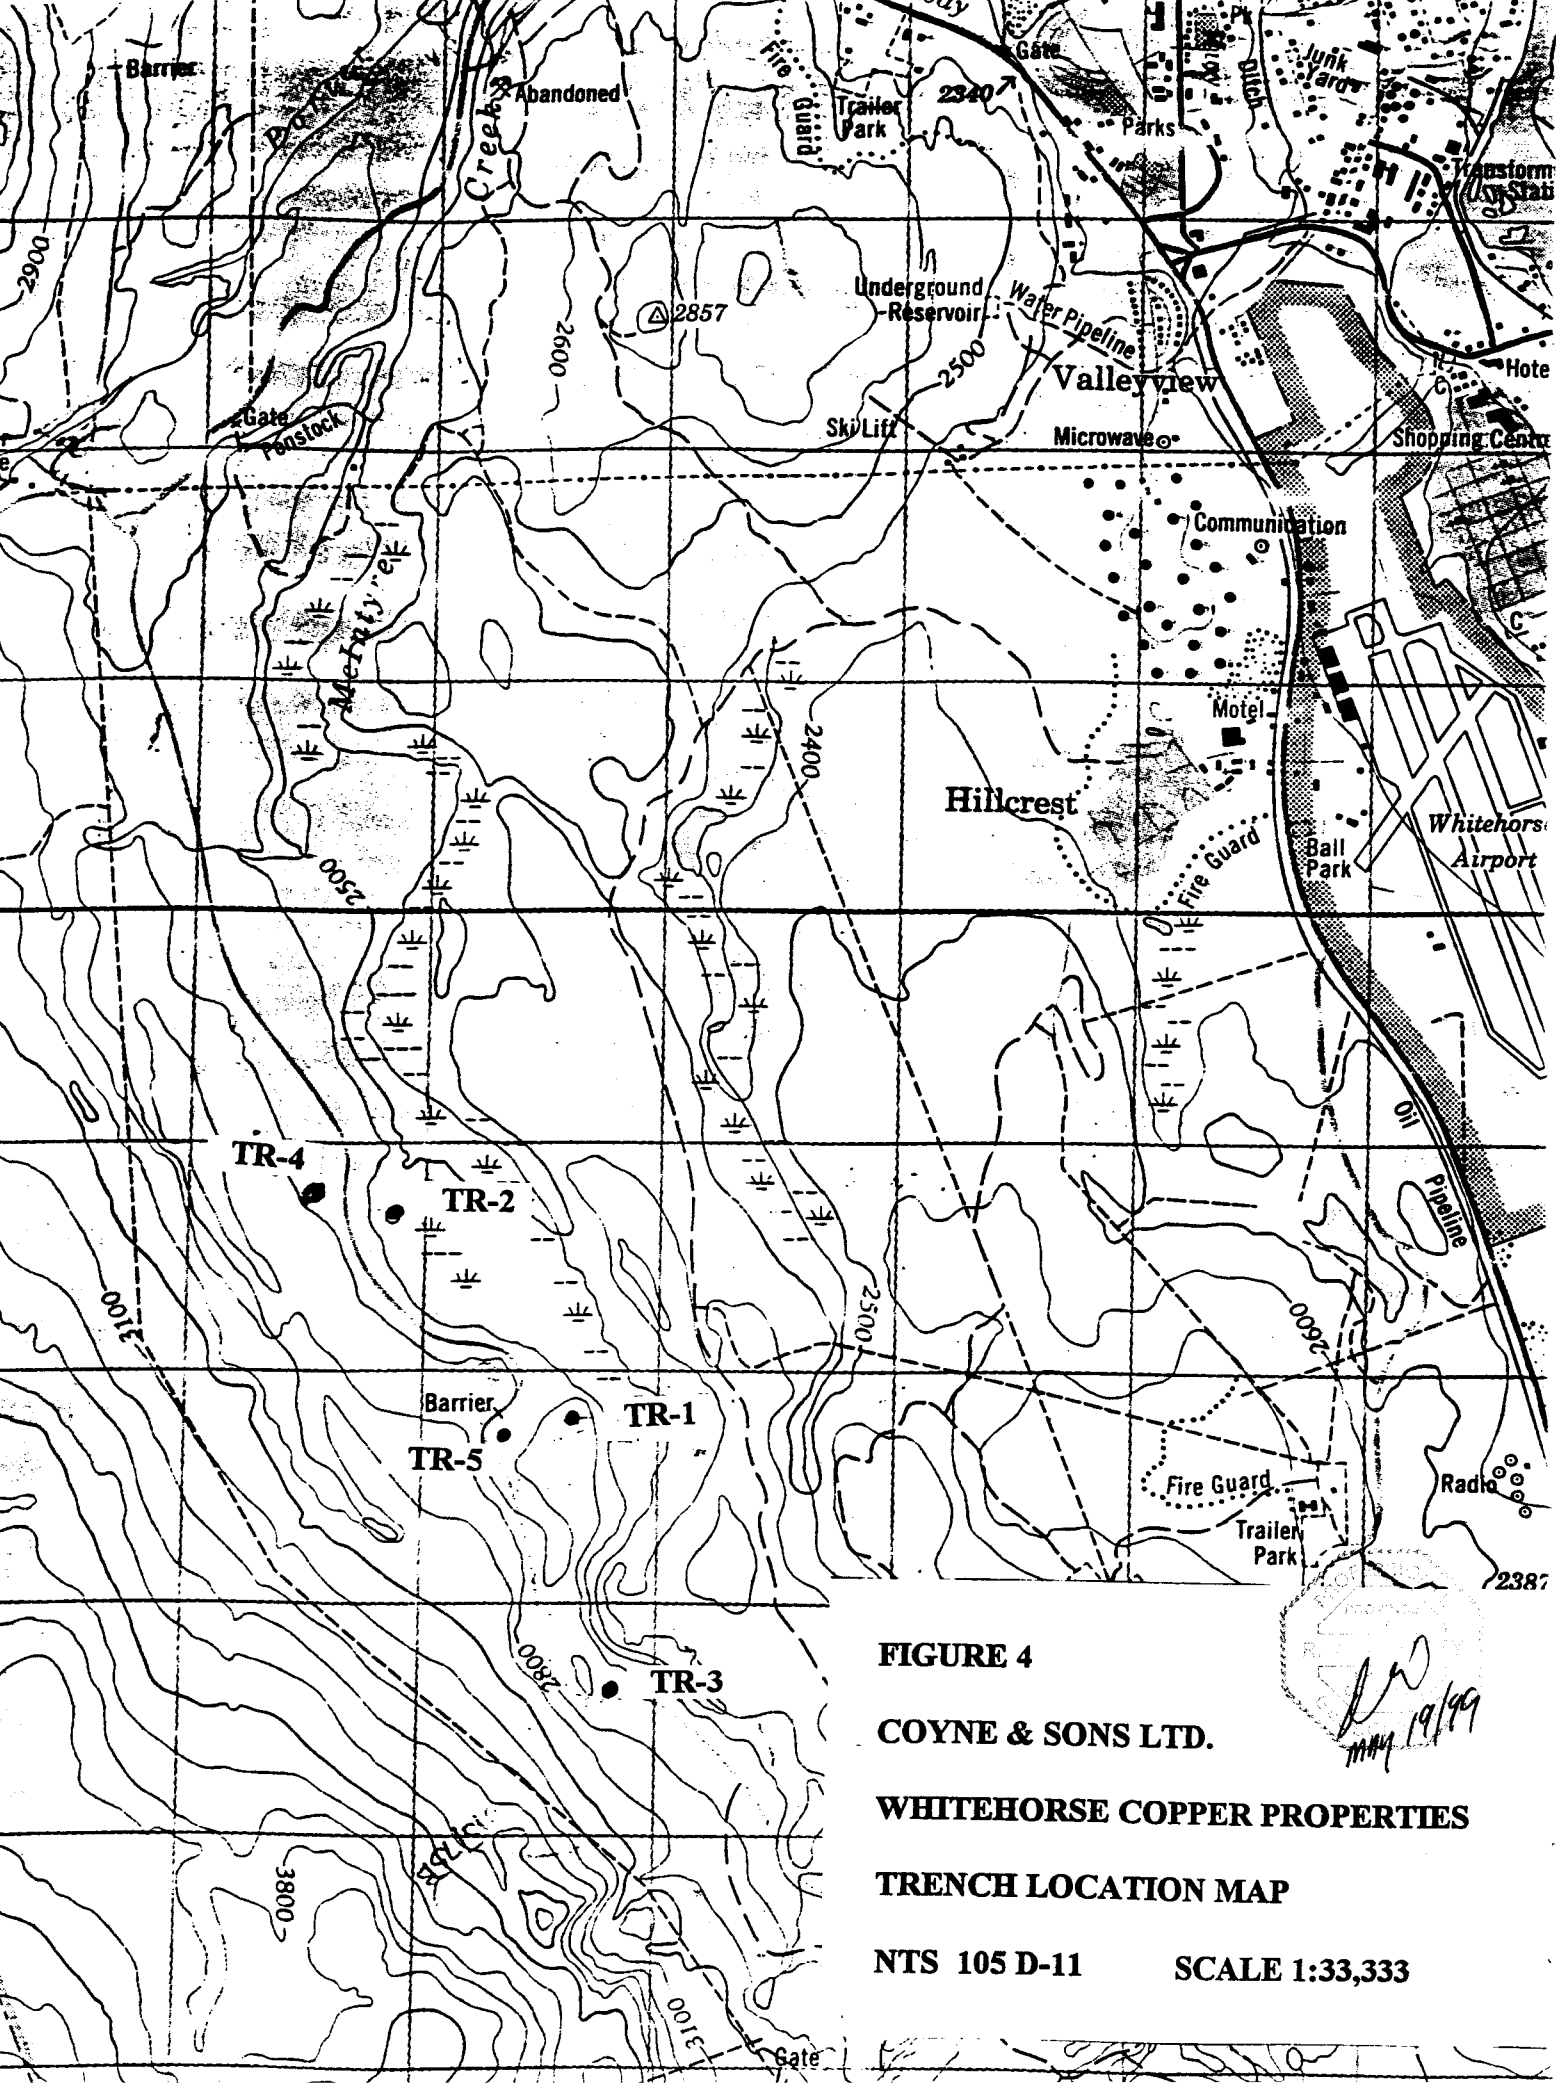 Barrier
Abandoned
Creek
Fire
Guard
Trailer
Park
2340
Gate
Parks
Ditch
Junk
Yards
2900
2857
2600
Underground
Reservoir
Water Pipeline
2500
Valleyview
Hote
Gate
Penstock
Ski Lift
Microwave
Shopping Centre
Communication
McIntyre
C
C
Motel
2400
Hillcrest
Whitehors
Airport
Ball
Park
Fire Guard
2500
Oil
Pipeline
TR-4
TR-2
3100
2500
2600
Barrier
TR-1
TR-5
Fire Guard
Radio
Trailer
Park
2387
2800
TR-3
3800
3100
Gate
FIGURE 4
COYNE & SONS LTD.
MAY 19/99
WHITEHORSE COPPER PROPERTIES
TRENCH LOCATION MAP
NTS 105 D-11 SCALE 1:33,333